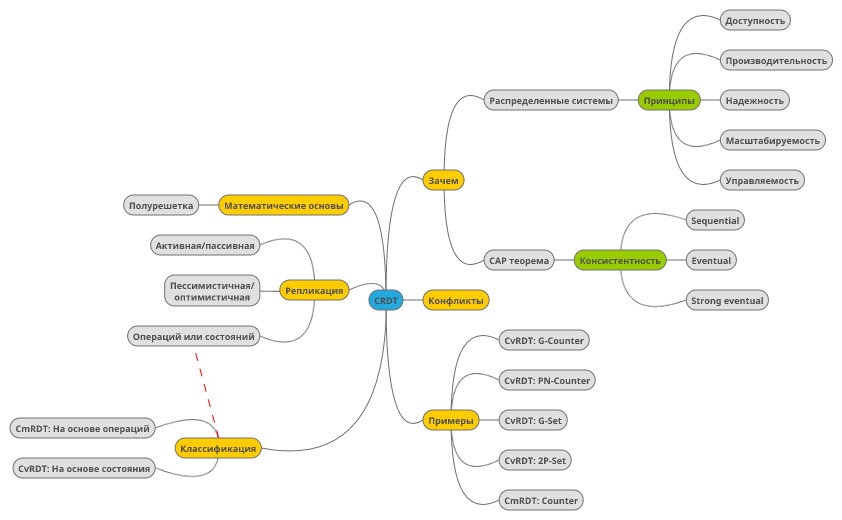 Доступность
Производительность
Распределенные системы
Принципы
Надежность
Масштабируемость
Зачем
Управляемость
Полурешетка
Математические основы
Sequential
Активная/пассивная
CAP теорема
Консистентность
Eventual
Пессимистичная/
оптимистичная
Репликация
CRDT
Конфликты
Strong eventual
Операций или состояний
CvRDT: G-Counter
CvRDT: PN-Counter
CmRDT: На основе операций
Примеры
CvRDT: G-Set
Классификация
CvRDT: На основе состояния
CvRDT: 2P-Set
CmRDT: Counter